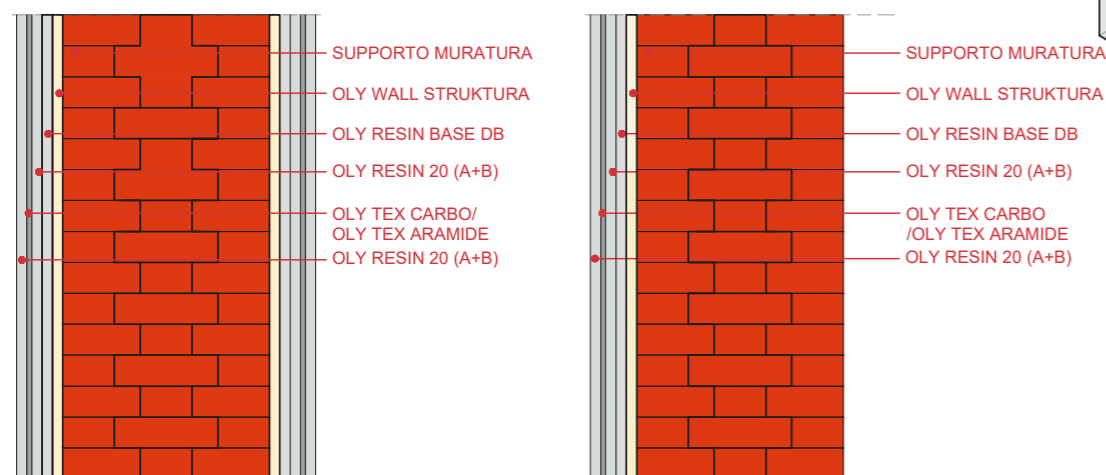 SUPPORTO MURATURA
OLY WALL STRUKTURA
OLY RESIN BASE DB
OLY RESIN 20 (A+B)
OLY TEX CARBO/
OLY TEX ARAMIDE
OLY RESIN 20 (A+B)
SUPPORTO MURATURA
OLY WALL STRUKTURA
OLY RESIN BASE DB
OLY RESIN 20 (A+B)
OLY TEX CARBO
/OLY TEX ARAMIDE
OLY RESIN 20 (A+B)